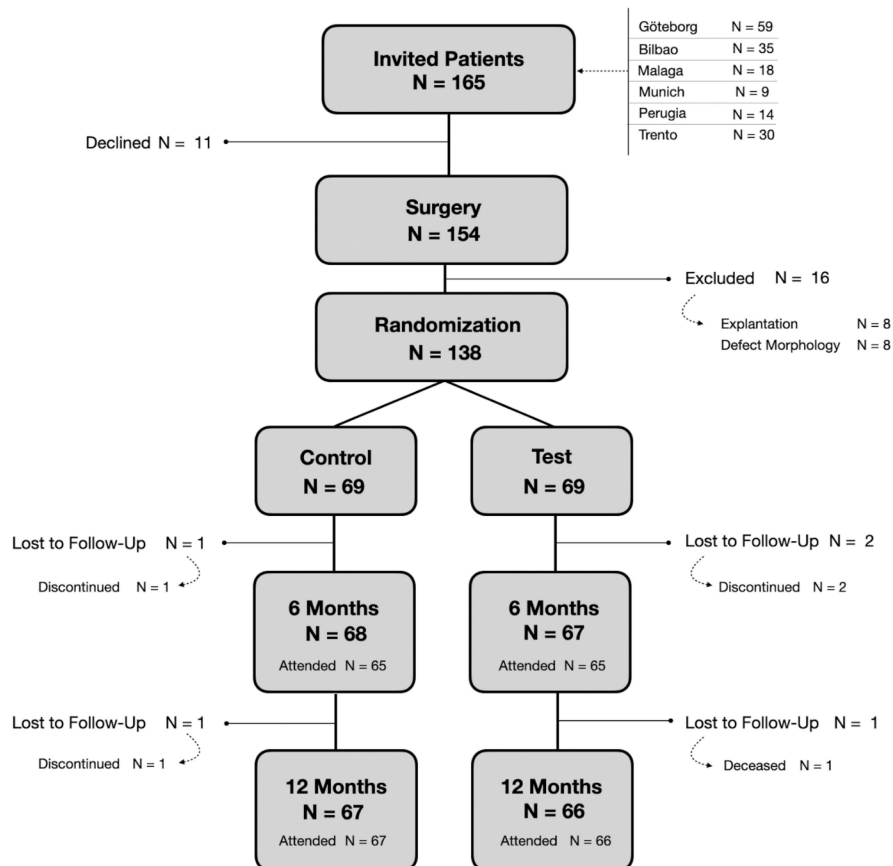 Invited Patients
N = 165
Göteborg N = 59
Bilbao N = 35
Malaga N = 18
Munich N = 9
Perugia N = 14
Trento N = 30
Declined N = 11
Surgery
N = 154
Excluded N = 16
Explantation N = 8
Defect Morphology N = 8
Randomization
N = 138
Control
N = 69
Test
N = 69
Lost to Follow-Up N = 1
Discontinued N = 1
Lost to Follow-Up N = 2
Discontinued N = 2
6 Months
N = 68
Attended N = 65
6 Months
N = 67
Attended N = 65
Lost to Follow-Up N = 1
Discontinued N = 1
Lost to Follow-Up N = 1
Deceased N = 1
12 Months
N = 67
Attended N = 67
12 Months
N = 66
Attended N = 66